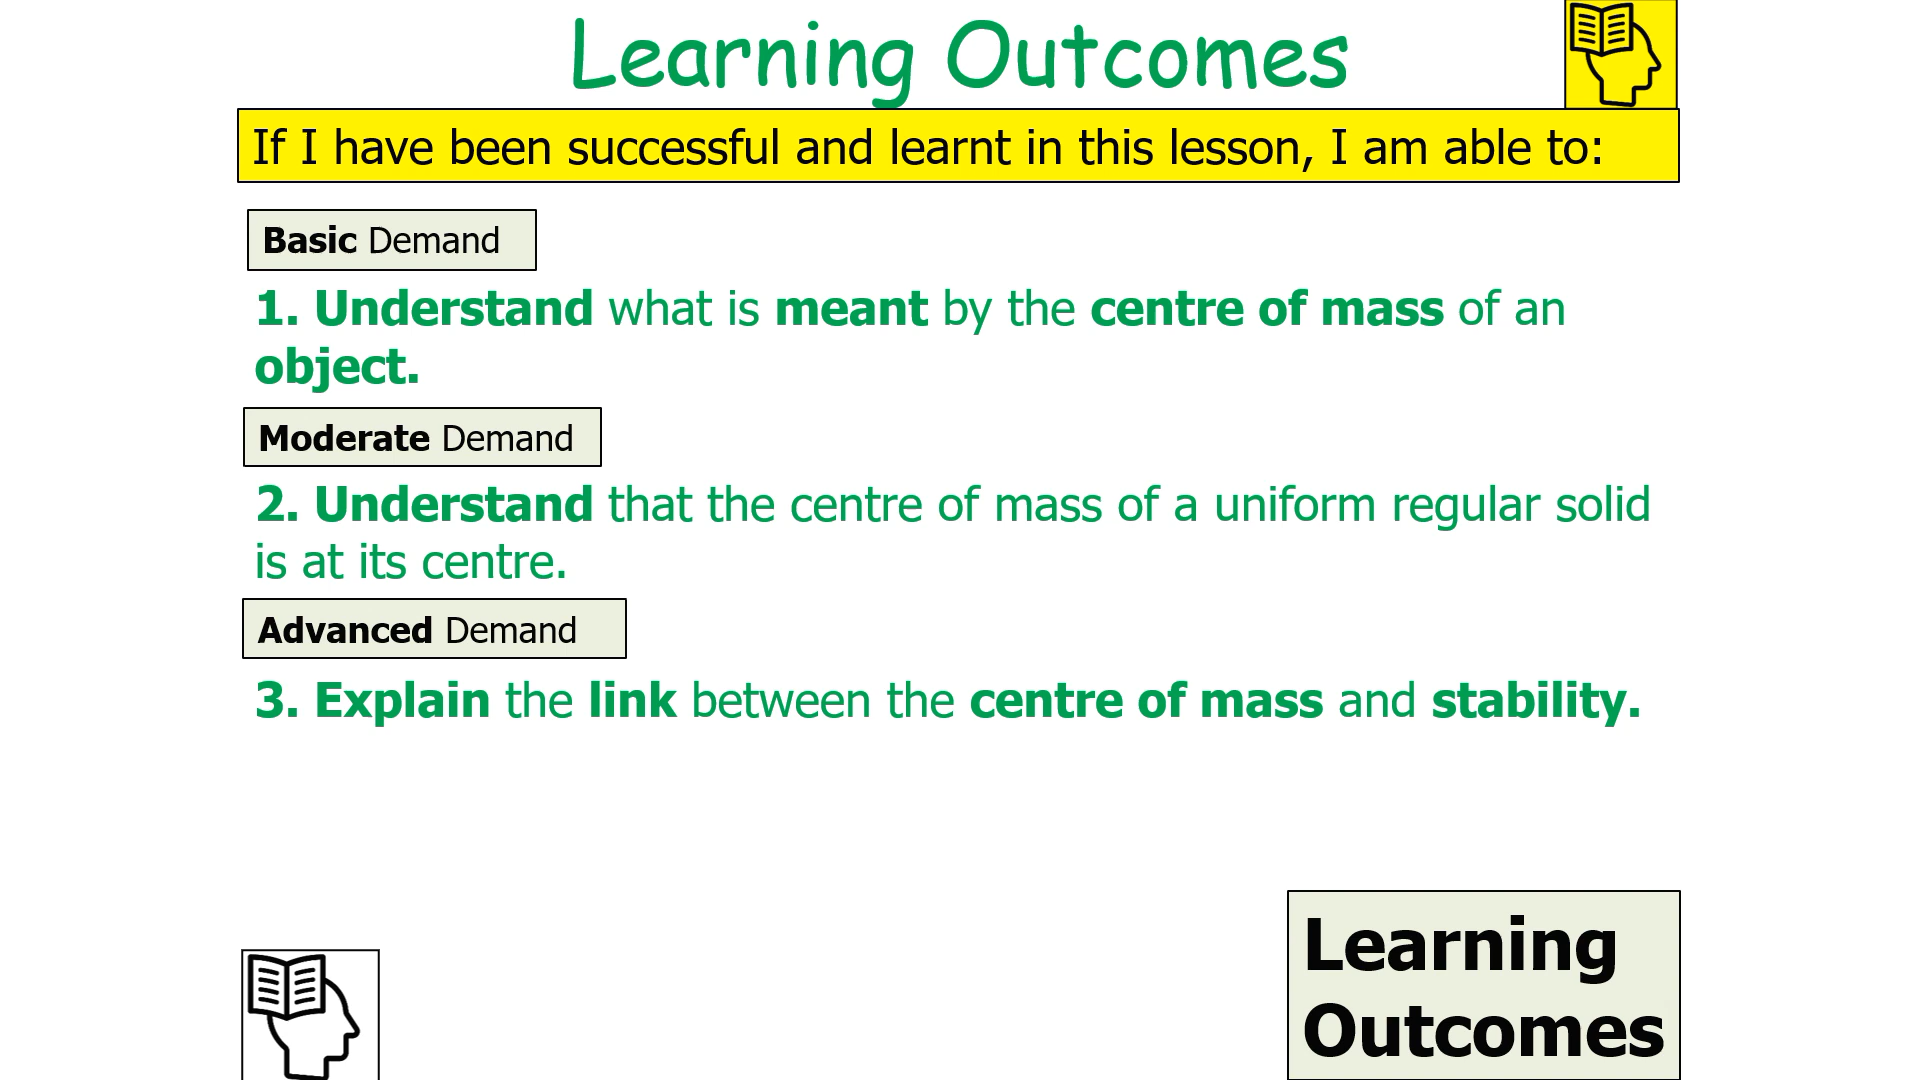 Learning Outcomes
If I have been successful and learnt in this lesson, I am able to:
Basic Demand
1. Understand what is meant by the centre of mass of an
object.
Moderate Demand
2. Understand that the centre of mass of a uniform regular solid
is at its centre.
Advanced Demand
3. Explain the link between the centre of mass and stability.
Learning
Outcomes